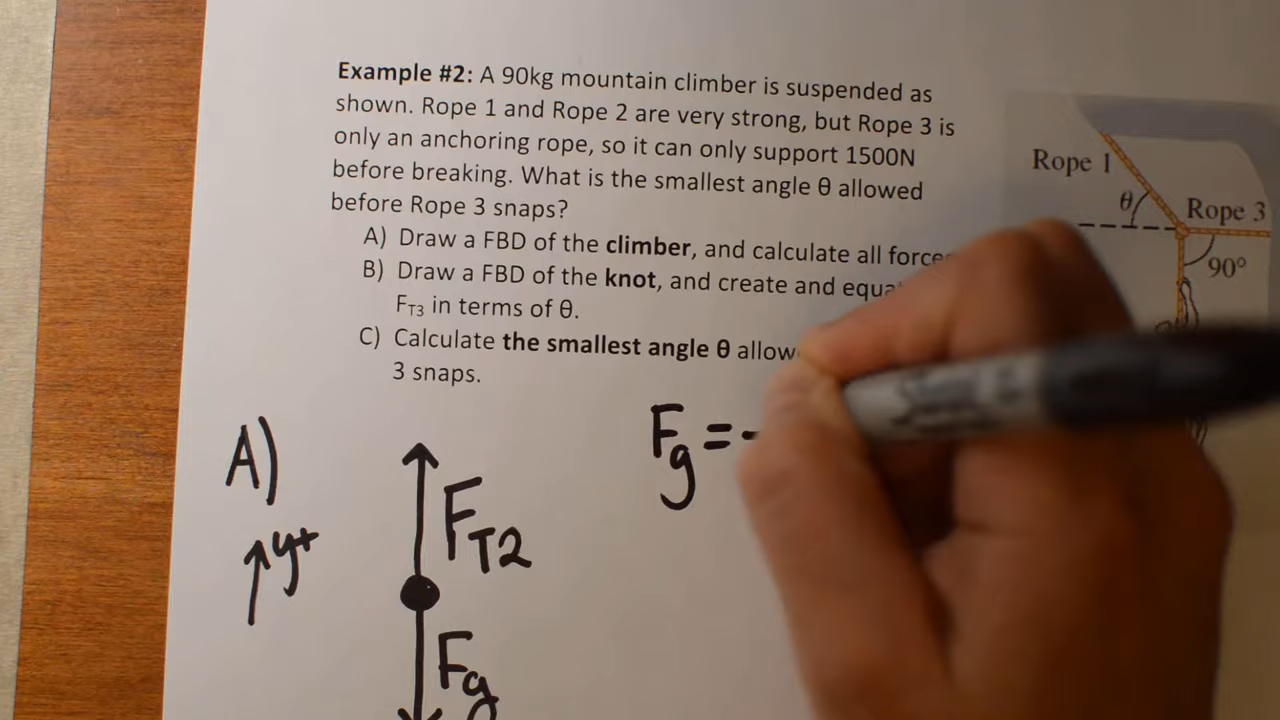 Example #2: A 90kg mountain climber is suspended as
shown. Rope 1 and Rope 2 are very strong, but Rope 3 is
only an anchoring rope, so it can only support 1500N
before breaking. What is the smallest angle θ allowed
before Rope 3 snaps?
A) Draw a FBD of the climber, and calculate all forces
B) Draw a FBD of the knot, and create and equat
FT3 in terms of θ.
C) Calculate the smallest angle θ allow
3 snaps.
Rope 1
θ
Rope 3
90°
A)
y+
FT2
Fg
Fg = -